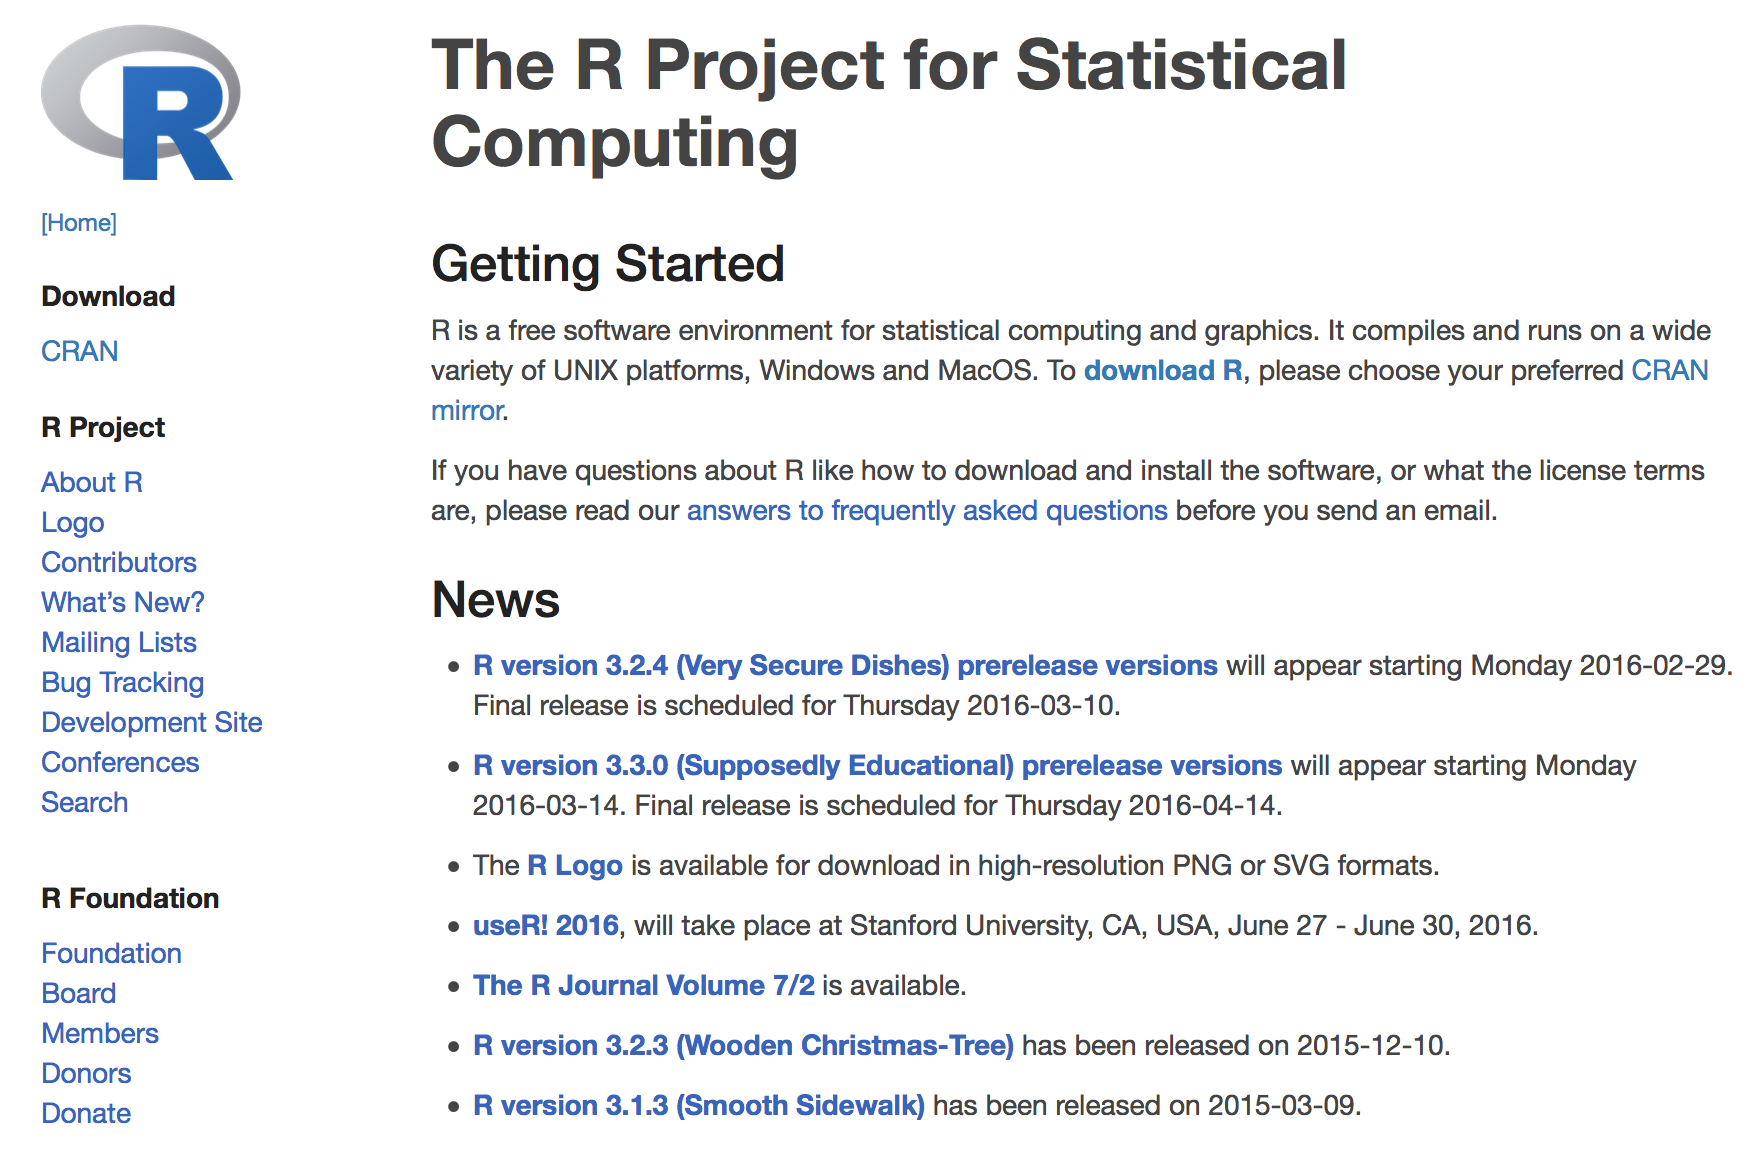 R
[Home]
Download
CRAN
R Project
About R
Logo
Contributors
What’s New?
Mailing Lists
Bug Tracking
Development Site
Conferences
Search
R Foundation
Foundation
Board
Members
Donors
Donate
The R Project for Statistical
Computing
Getting Started
R is a free software environment for statistical computing and graphics. It compiles and runs on a wide
variety of UNIX platforms, Windows and MacOS. To download R, please choose your preferred CRAN
mirror.
If you have questions about R like how to download and install the software, or what the license terms
are, please read our answers to frequently asked questions before you send an email.
News
• R version 3.2.4 (Very Secure Dishes) prerelease versions will appear starting Monday 2016-02-29.
Final release is scheduled for Thursday 2016-03-10.
• R version 3.3.0 (Supposedly Educational) prerelease versions will appear starting Monday
2016-03-14. Final release is scheduled for Thursday 2016-04-14.
• The R Logo is available for download in high-resolution PNG or SVG formats.
• useR! 2016, will take place at Stanford University, CA, USA, June 27 - June 30, 2016.
• The R Journal Volume 7/2 is available.
• R version 3.2.3 (Wooden Christmas-Tree) has been released on 2015-12-10.
• R version 3.1.3 (Smooth Sidewalk) has been released on 2015-03-09.